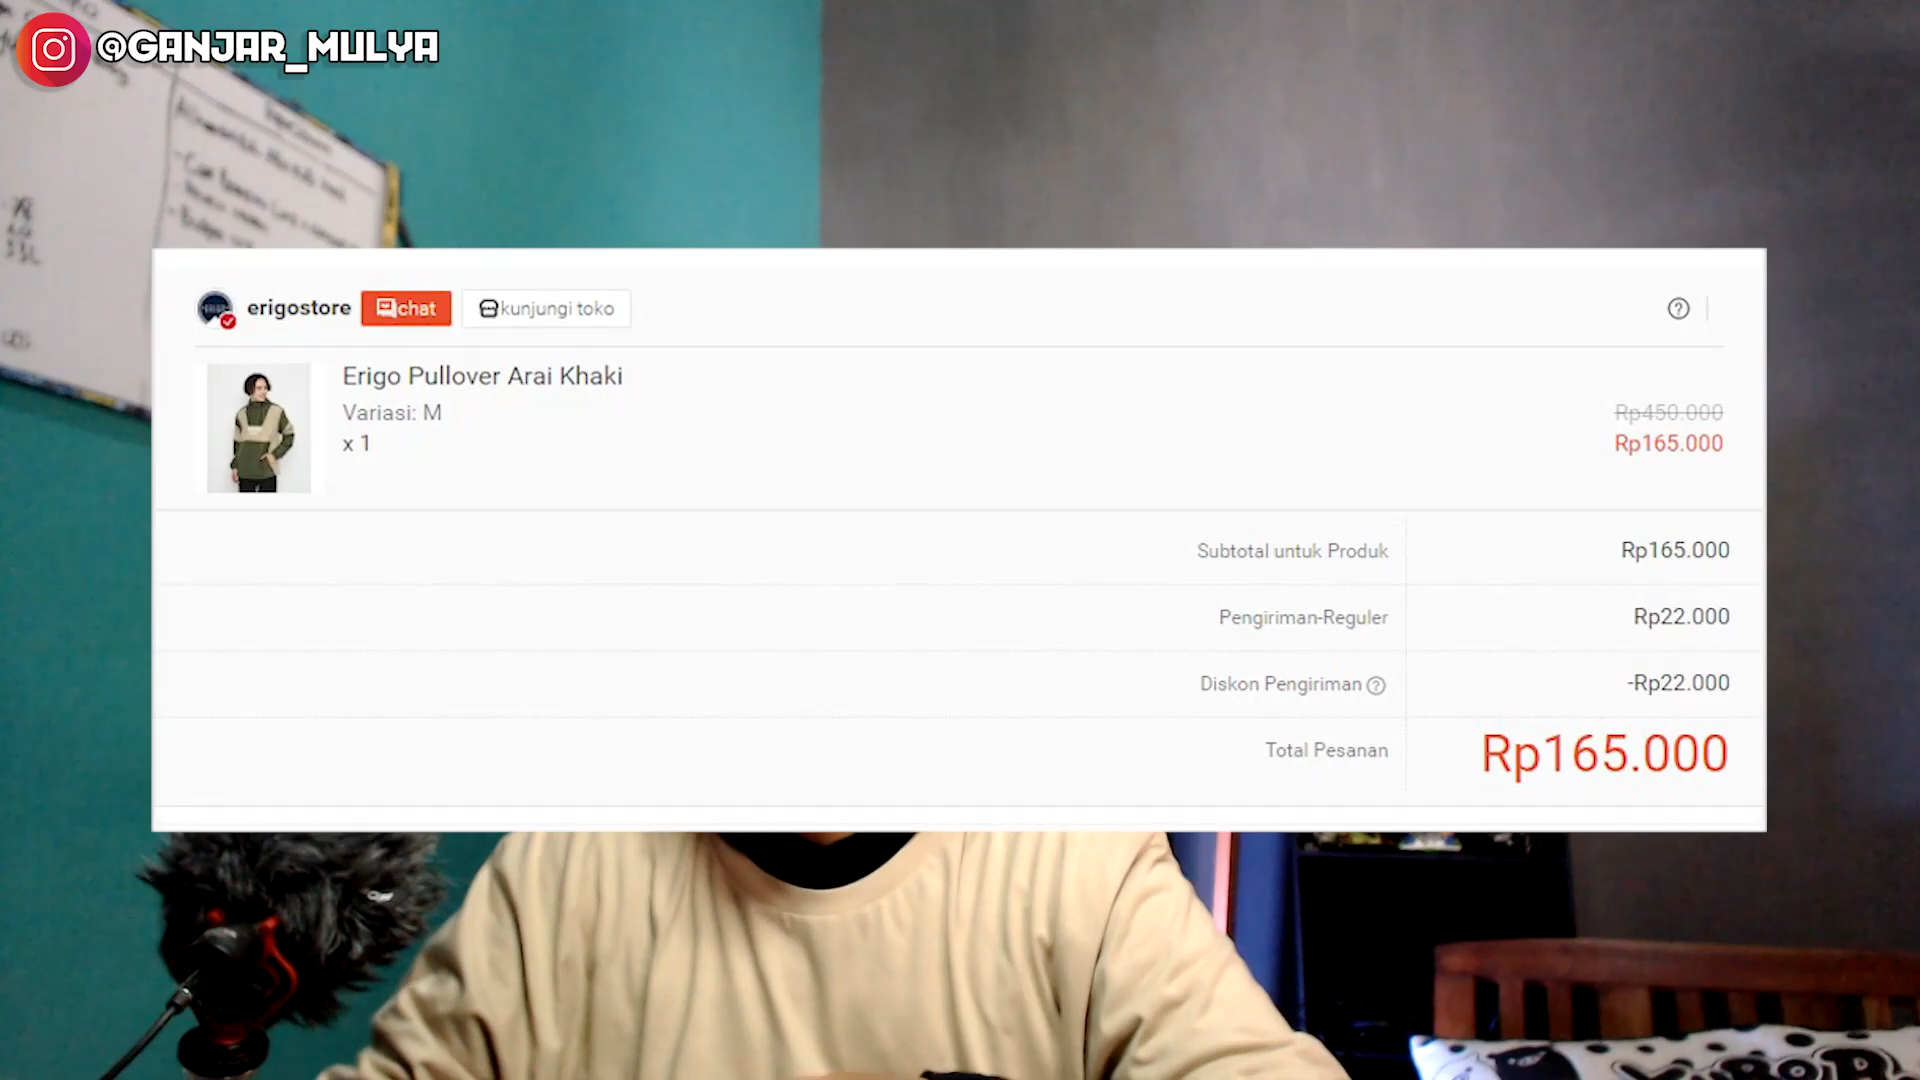 @GANJAR_MULYA
erigostore
chat
kunjungi toko
Erigo Pullover Arai Khaki
Variasi: M
x 1
Rp450.000
Rp165.000
Subtotal untuk Produk
Rp165.000
Pengiriman-Reguler
Rp22.000
Diskon Pengiriman
-Rp22.000
Total Pesanan
Rp165.000